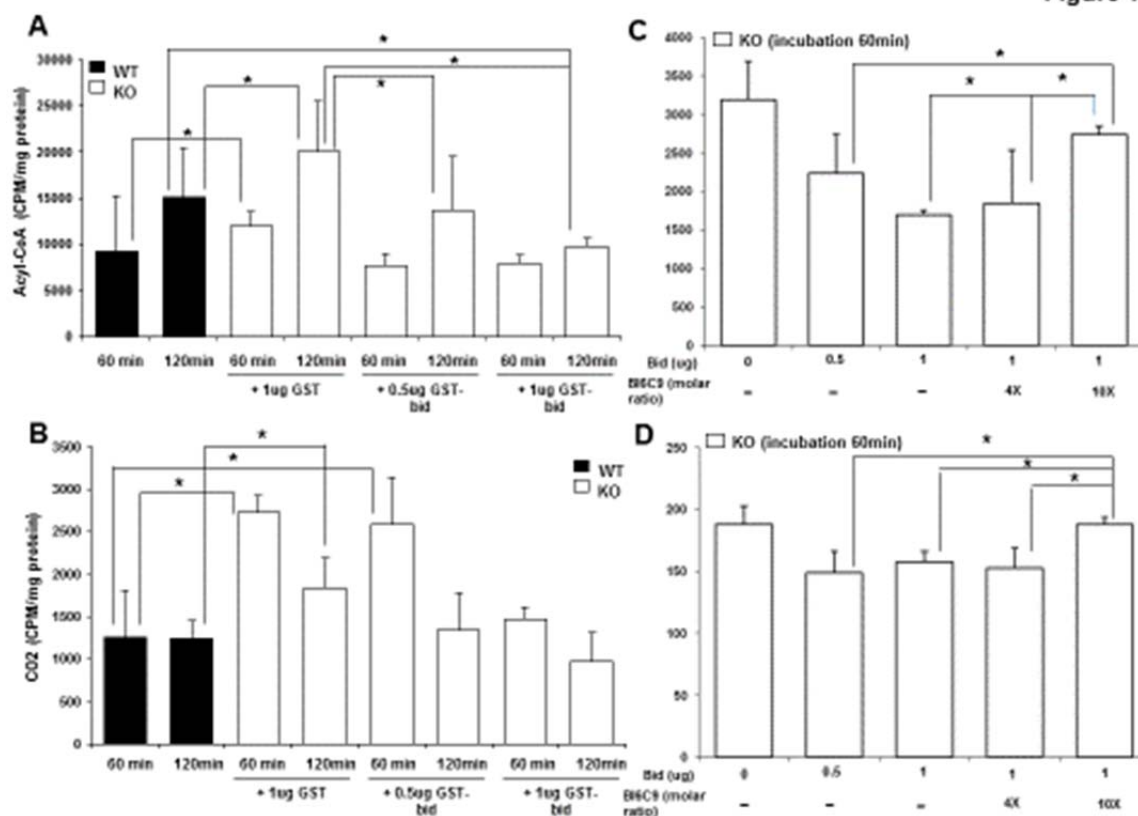 A
Acyl-CoA (CPM/mg protein)
30000
25000
20000
15000
10000
5000
0
WT
KO
*
*
*
*
*
60 min 120min 60 min 120min 60 min 120min 60 min 120min
+ 1ug GST + 0.5ug GST-bid + 1ug GST-bid
B
CO2 (CPM/mg protein)
3500
3000
2500
2000
1500
1000
500
0
WT
KO
*
*
*
60 min 120min 60 min 120min 60 min 120min 60 min 120min
+ 1ug GST + 0.5ug GST-bid + 1ug GST-bid
C
KO (incubation 60min)
4000
3500
3000
2500
2000
1500
1000
500
0
*
*
*
Bid (ug) 0 0.5 1 1 1
BI6C9 (molar ratio) – – – 4X 10X
D
KO (incubation 60min)
250
200
150
100
50
0
*
*
*
Bid (ug) 0 0.5 1 1 1
BI6C9 (molar ratio) – – – 4X 10X